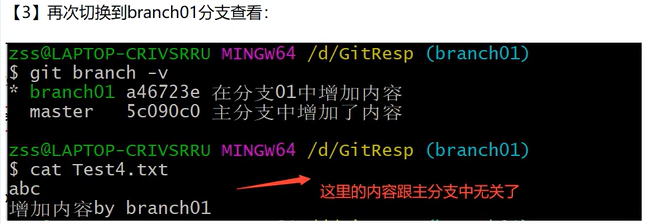 【3】再次切换到branch01分支查看：
zss@LAPTOP-CRIVSRRU MINGW64 /d/GitResp (branch01)
$ git branch -v
* branch01 a46723e 在分支01中增加内容
  master   5c090c0 主分支中增加了内容
zss@LAPTOP-CRIVSRRU MINGW64 /d/GitResp (branch01)
$ cat Test4.txt
abc
这里的内容跟主分支中无关了
增加内容by branch01